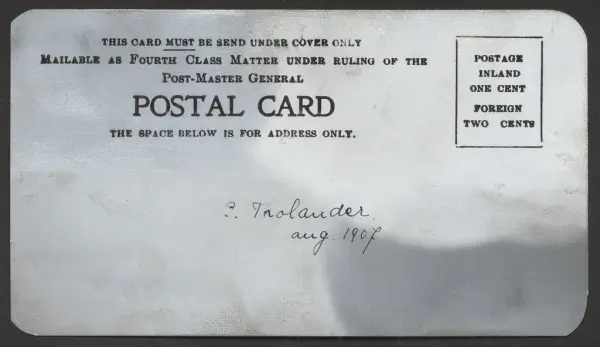 THIS CARD MUST BE SEND UNDER COVER ONLY
MAILABLE AS FOURTH CLASS MATTER UNDER RULING OF THE
POST-MASTER GENERAL
POSTAL CARD
THE SPACE BELOW IS FOR ADDRESS ONLY.
POSTAGE
INLAND
ONE CENT
FOREIGN
TWO CENTS
Trolander.
aug. 1907